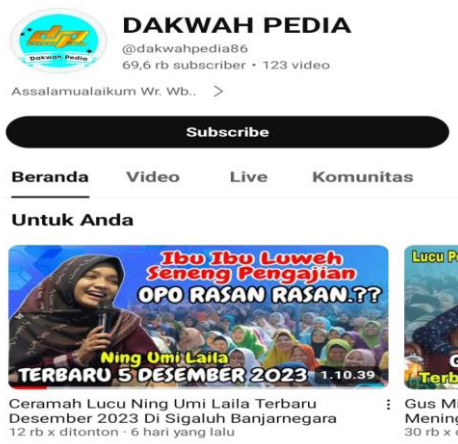 dp
Dakwah Pedia
DAKWAH PEDIA
@dakwahpedia86
69,6 rb subscriber • 123 video
Assalamualaikum Wr. Wb.. >
Subscribe
Beranda Video Live Komunitas
Untuk Anda
Ibu Ibu Luweh
Seneng Pengajian
OPO RASAN RASAN.??
Ning Umi Laila
TERBARU 5 DESEMBER 2023
1.10.39
Ceramah Lucu Ning Umi Laila Terbaru
Desember 2023 Di Sigaluh Banjarnegara
12 rb x ditonton · 6 hari yang lalu
Lucu
G
Terb
Gus
Mening
30 rb x